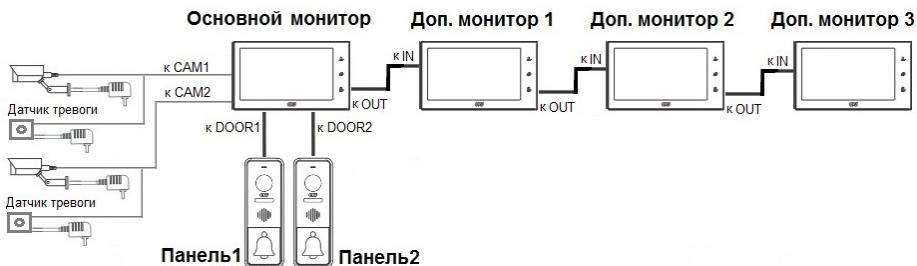 Основной монитор
Доп. монитор 1
Доп. монитор 2
Доп. монитор 3
к CAM1
к CAM2
Датчик тревоги
Датчик тревоги
к DOOR1
к DOOR2
к OUT
к IN
к OUT
к IN
к OUT
к IN
Панель1
Панель2